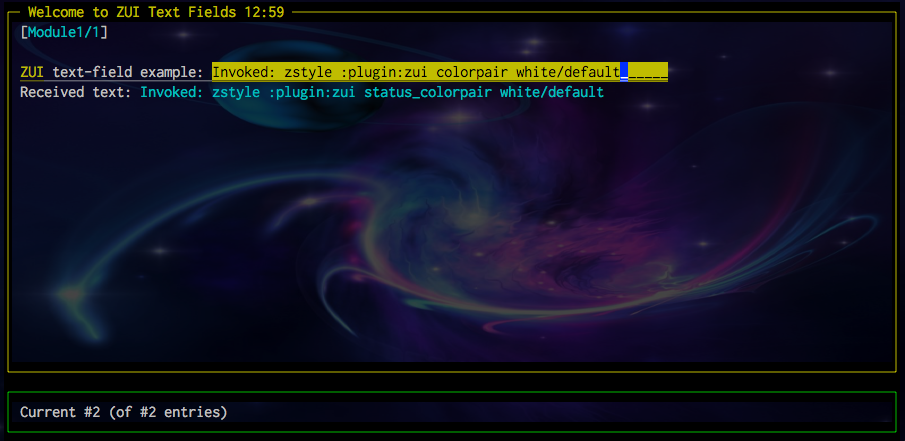 Welcome to ZUI Text Fields 12:59
[Module1/1]
ZUI text-field example: Invoked: zstyle :plugin:zui colorpair white/default______
Received text: Invoked: zstyle :plugin:zui status_colorpair white/default
Current #2 (of #2 entries)